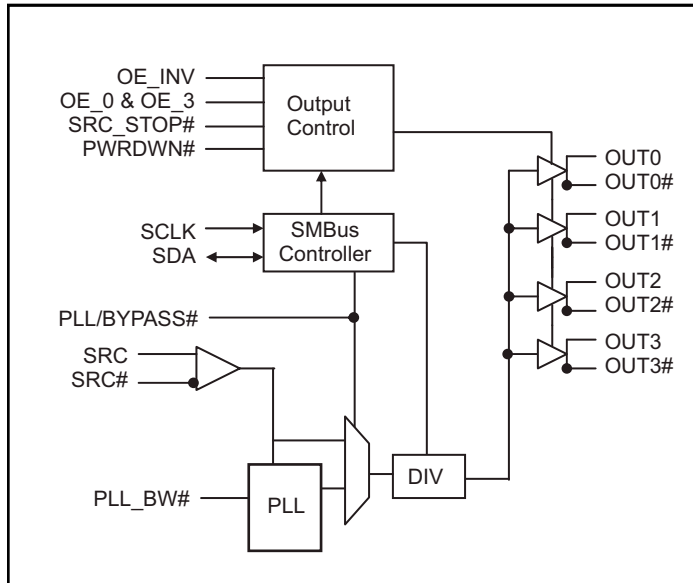 OE_INV
OE_0 & OE_3
SRC_STOP#
PWRDWN#
Output
Control
SCLK
SDA
SMBus
Controller
PLL/BYPASS#
SRC
SRC#
PLL_BW#
PLL
DIV
OUT0
OUT0#
OUT1
OUT1#
OUT2
OUT2#
OUT3
OUT3#